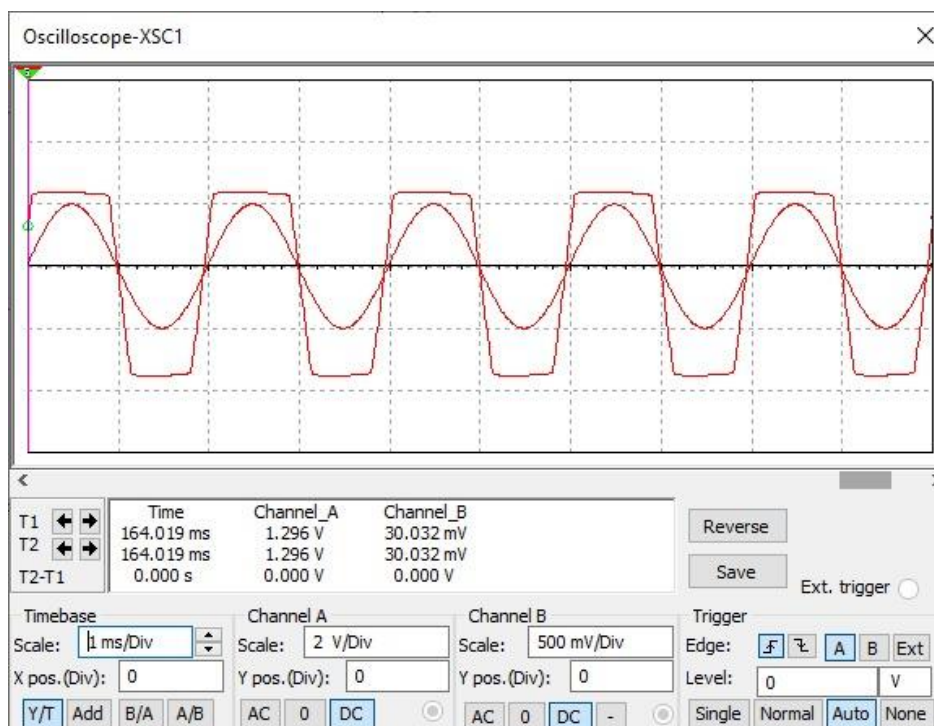 Oscilloscope-XSC1
Time Channel_A Channel_B
T1 164.019 ms 1.296 V 30.032 mV
T2 164.019 ms 1.296 V 30.032 mV
T2-T1 0.000 s 0.000 V 0.000 V
Reverse
Save
Ext. trigger
Timebase
Scale: 1 ms/Div
X pos.(Div): 0
Y/T Add B/A A/B
Channel A
Scale: 2 V/Div
Y pos.(Div): 0
AC 0 DC
Channel B
Scale: 500 mV/Div
Y pos.(Div): 0
AC 0 DC -
Trigger
Edge: A B Ext
Level: 0 V
Single Normal Auto None